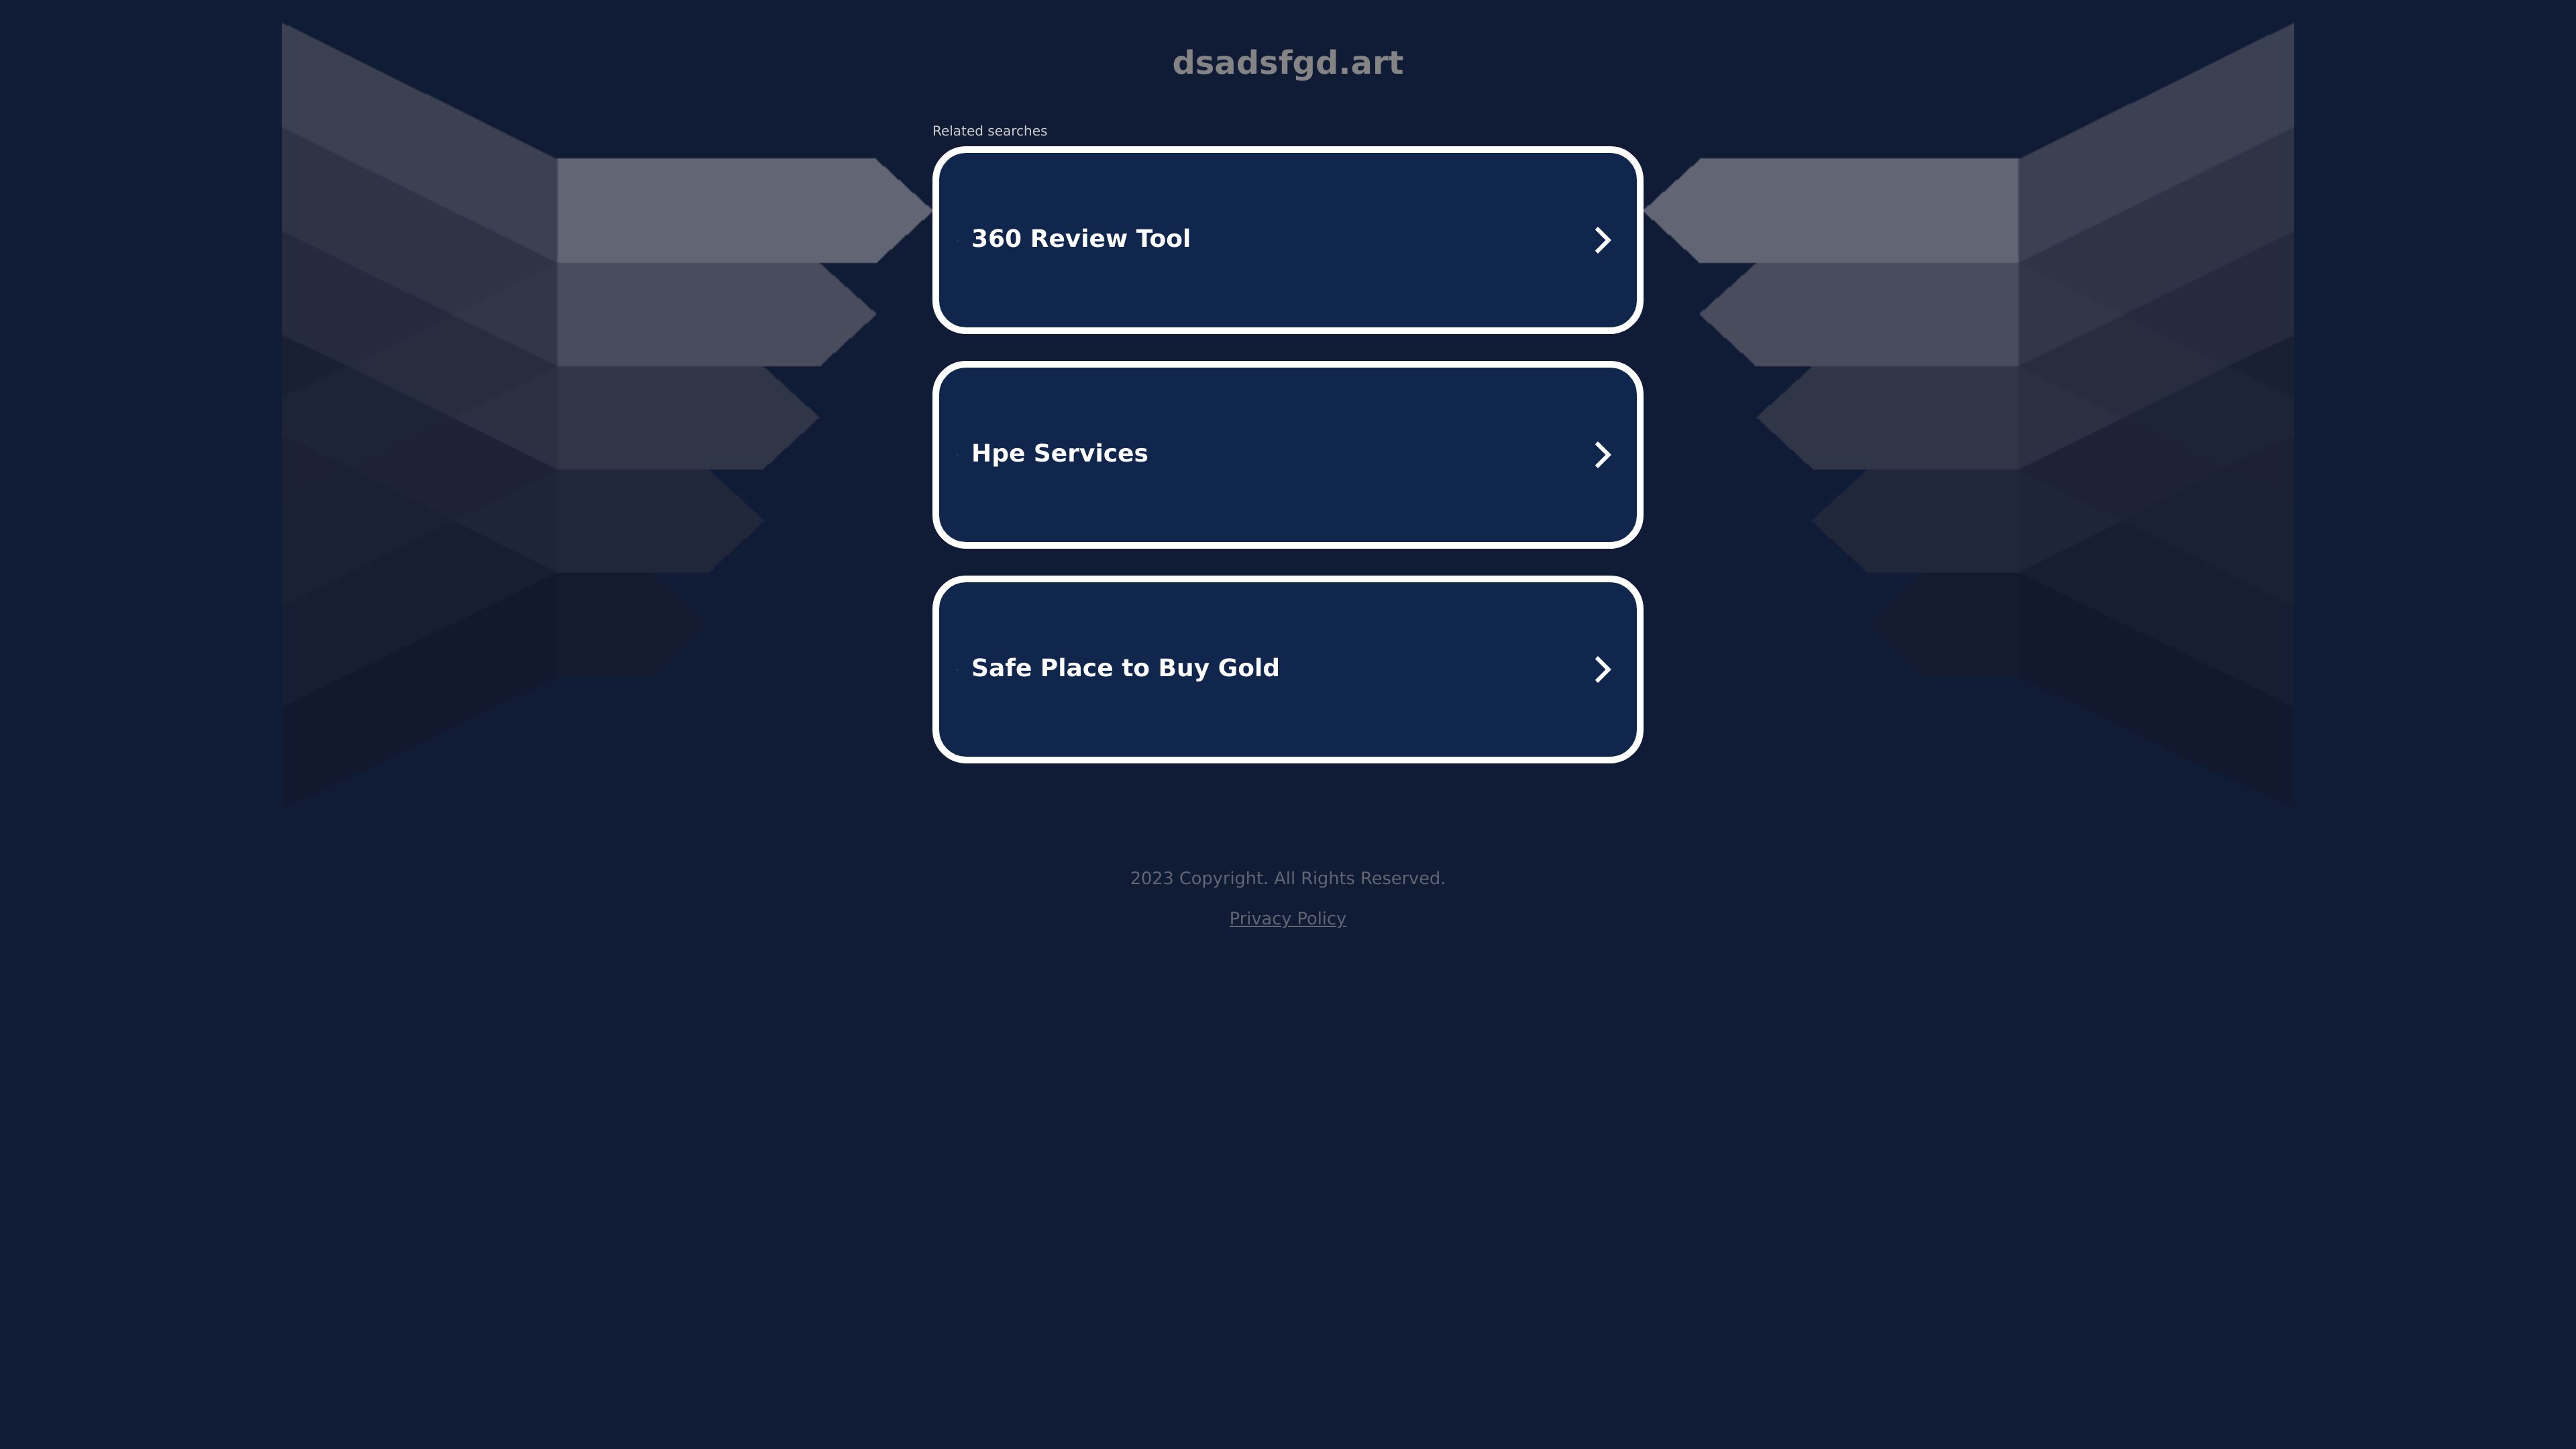 dsadsfgd.art
Related searches
360 Review Tool
Hpe Services
Safe Place to Buy Gold
2023 Copyright. All Rights Reserved.
Privacy Policy